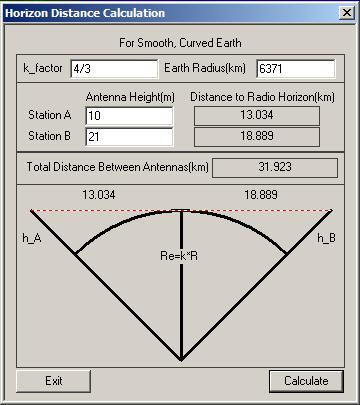 Horizon Distance Calculation
For Smooth, Curved Earth
k_factor 4/3 Earth Radius(km) 6371
Antenna Height(m) Distance to Radio Horizon(km)
Station A 10 13.034
Station B 21 18.889
Total Distance Between Antennas(km) 31.923
13.034 18.889
h_A h_B
Re=k*R
Exit Calculate